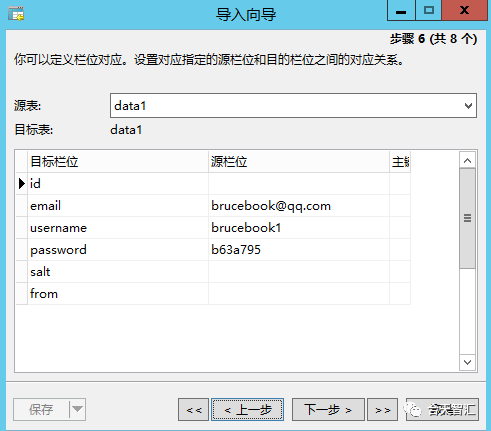 导入向导
步骤 6 (共 8 个)
你可以定义栏位对应。设置对应指定的源栏位和目的栏位之间的对应关系。
源表: data1
目标表: data1
目标栏位 源栏位 主键
id
email brucebook@qq.com
username brucebook1
password b63a795
salt
from
保存 << < 上一步 下一步 > >>
合天智汇